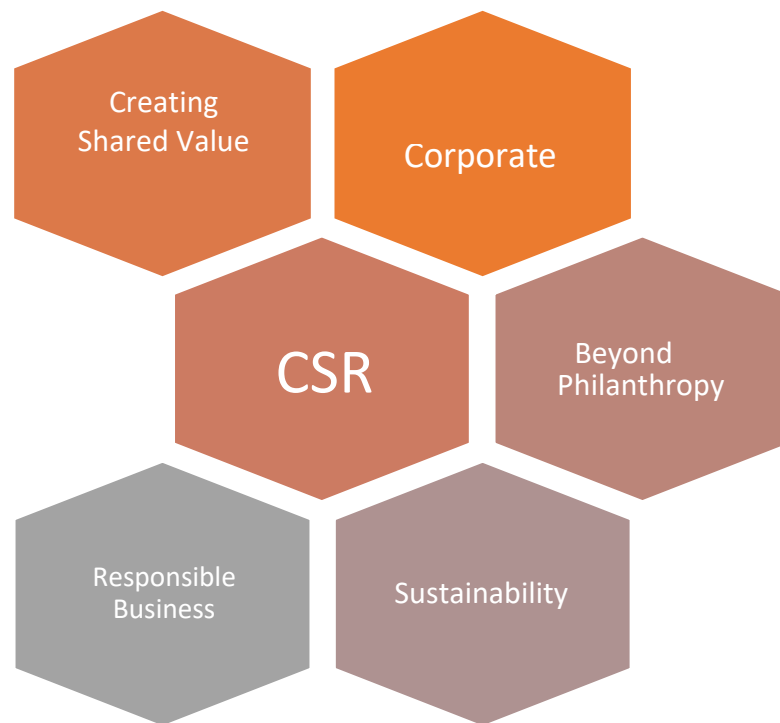 Creating
Shared Value
Corporate
CSR
Beyond
Philanthropy
Responsible
Business
Sustainability